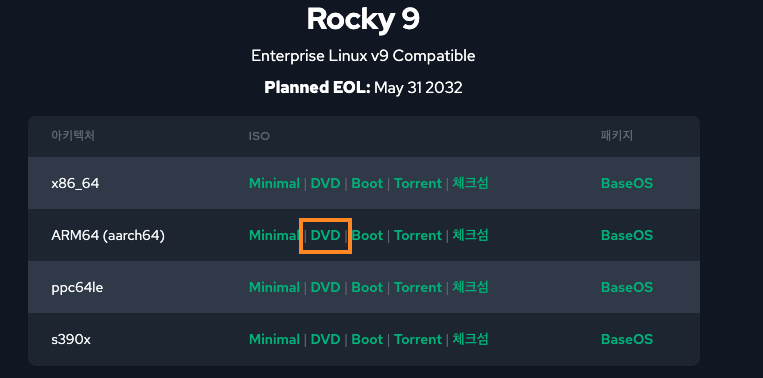 Rocky 9
Enterprise Linux v9 Compatible
Planned EOL: May 31 2032
아키텍처 ISO 패키지
x86_64 Minimal | DVD | Boot | Torrent | 체크섬 BaseOS
ARM64 (aarch64) Minimal | DVD | Boot | Torrent | 체크섬 BaseOS
ppc64le Minimal | DVD | Boot | Torrent | 체크섬 BaseOS
s390x Minimal | DVD | Boot | Torrent | 체크섬 BaseOS